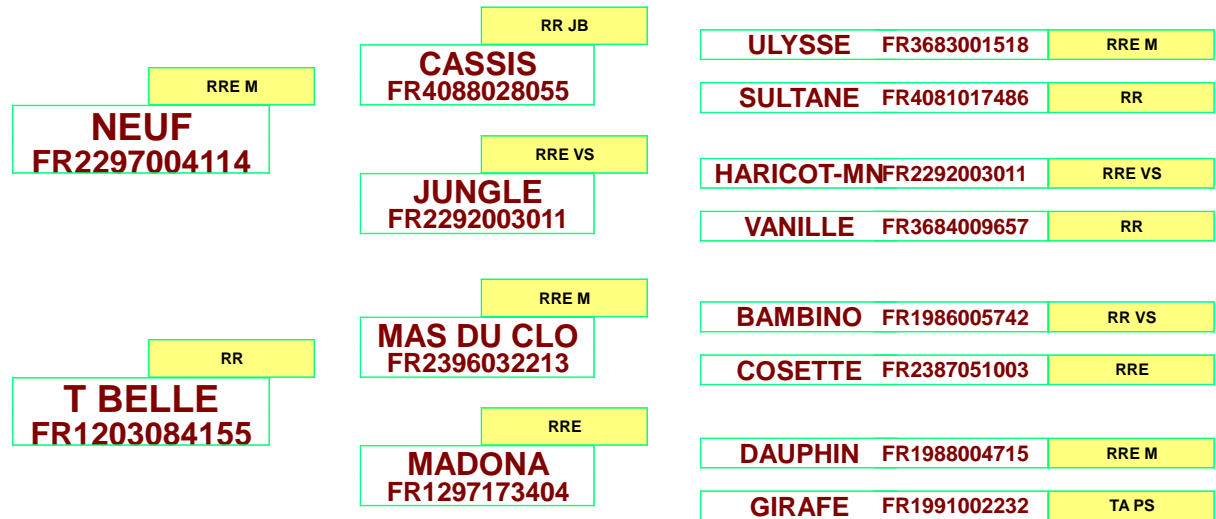 RRE M
NEUF
FR2297004114
RR JB
CASSIS
FR4088028055
ULYSSE FR3683001518 RRE M
SULTANE FR4081017486 RR
RRE VS
JUNGLE
FR2292003011
HARICOT-MN FR2292003011 RRE VS
VANILLE FR3684009657 RR
RR
T BELLE
FR1203084155
RRE M
MAS DU CLO
FR2396032213
BAMBINO FR1986005742 RR VS
COSETTE FR2387051003 RRE
RRE
MADONA
FR1297173404
DAUPHIN FR1988004715 RRE M
GIRAFE FR1991002232 TA PS